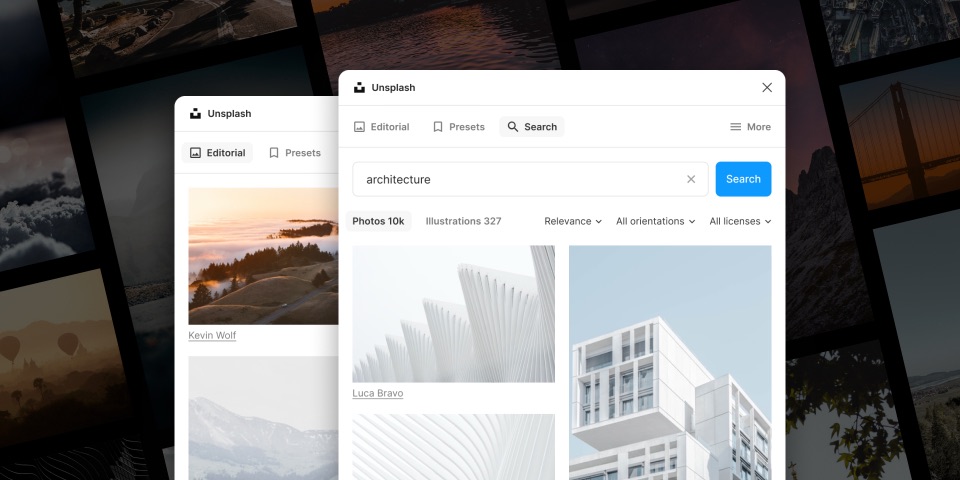 Unsplash
Editorial
Presets
Kevin Wolf
Unsplash
Editorial
Presets
Search
More
architecture
Search
Photos 10k
Illustrations 327
Relevance
All orientations
All licenses
Luca Bravo